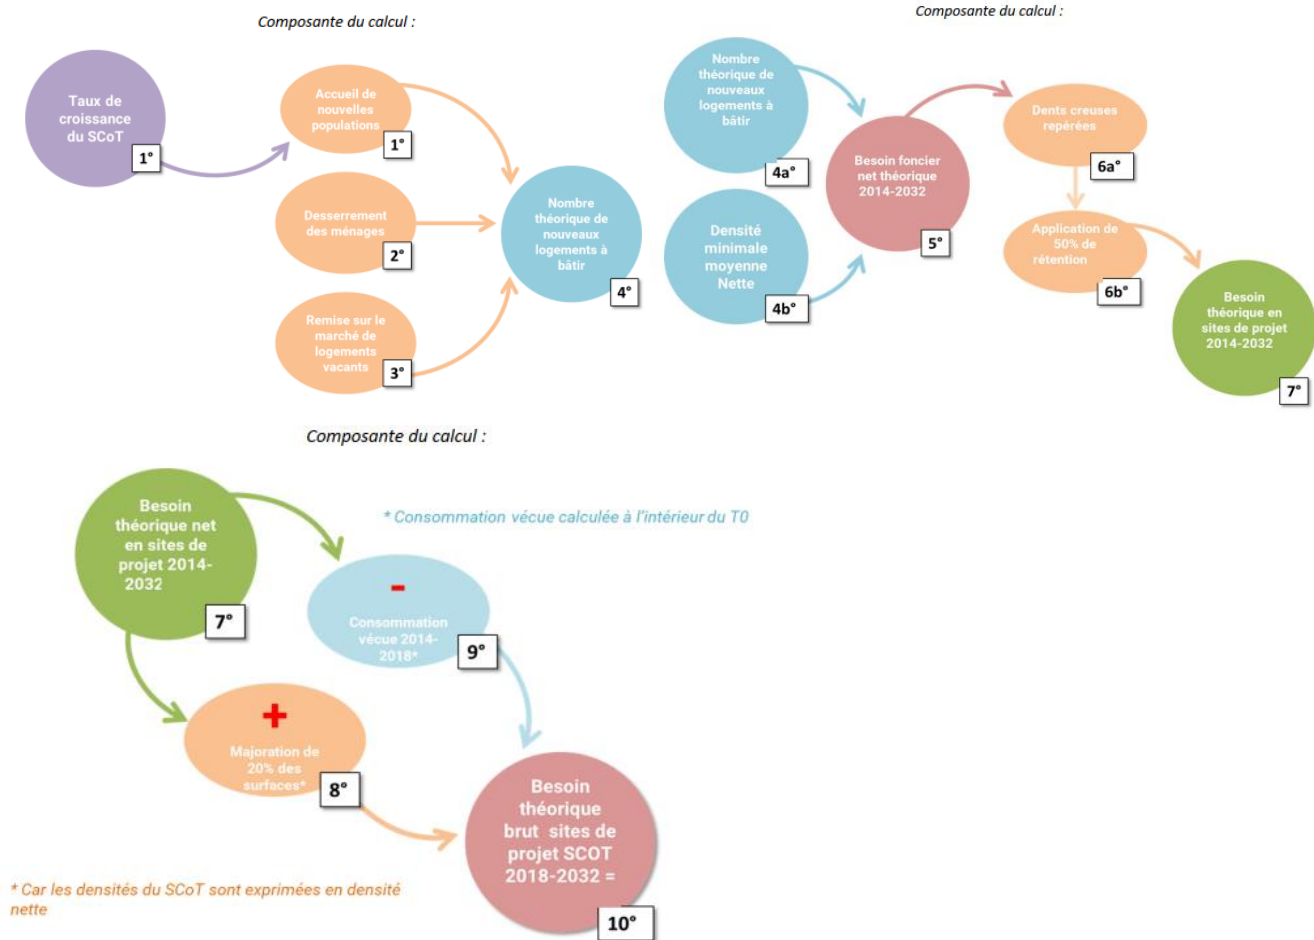 Composante du calcul :
Taux de
croissance
du SCoT
1°
Accueil de
nouvelles
populations
1°
Desserrement
des ménages
2°
Remise sur le
marché de
logements
vacants
3°
Nombre
théorique de
nouveaux
logements à
bâtir
4°
Composante du calcul :
Nombre
théorique de
nouveaux
logements à
bâtir
4a°
Densité
minimale
moyenne
Nette
4b°
Besoin foncier
net théorique
2014-2032
5°
Dents creuses
repérées
6a°
Application de
50% de
rétention
6b°
Besoin
théorique en
sites de projet
2014-2032
7°
Composante du calcul :
Besoin
théorique net
en sites de
projet 2014-
2032
7°
* Consommation vécue calculée à l'intérieur du T0
-
Consommation
vécue 2014-
2018*
9°
+
Majoration de
20% des
surfaces*
8°
Besoin
théorique
brut sites de
projet SCOT
2018-2032 =
10°
* Car les densités du SCoT sont exprimées en densité
nette